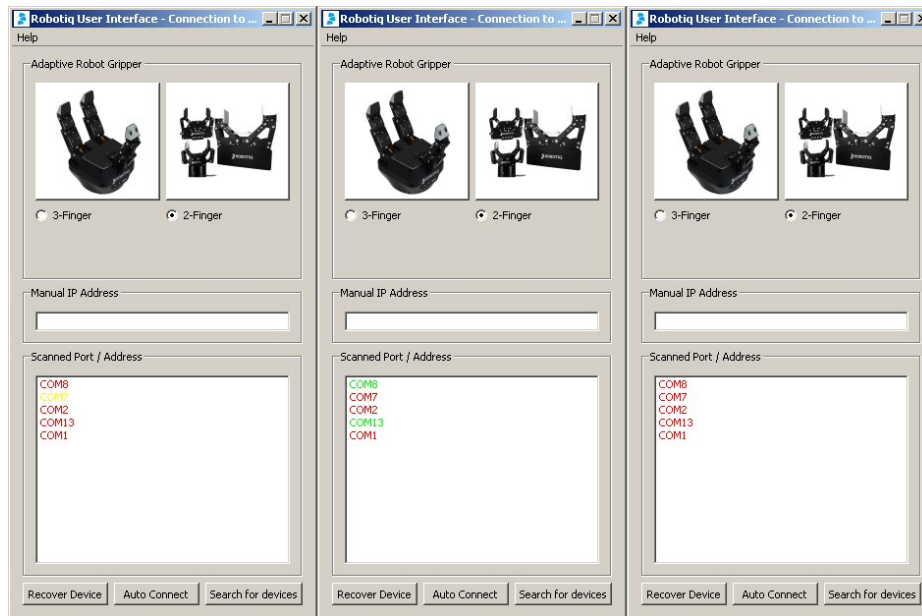 Robotiq User Interface - Connection to ...
Help
Adaptive Robot Gripper
ROBOTIQ
3-Finger
2-Finger
Manual IP Address
Scanned Port / Address
COM8
COM7
COM2
COM13
COM1
Recover Device
Auto Connect
Search for devices
Robotiq User Interface - Connection to ...
Help
Adaptive Robot Gripper
ROBOTIQ
3-Finger
2-Finger
Manual IP Address
Scanned Port / Address
COM8
COM7
COM2
COM13
COM1
Recover Device
Auto Connect
Search for devices
Robotiq User Interface - Connection to ...
Help
Adaptive Robot Gripper
ROBOTIQ
3-Finger
2-Finger
Manual IP Address
Scanned Port / Address
COM8
COM7
COM2
COM13
COM1
Recover Device
Auto Connect
Search for devices